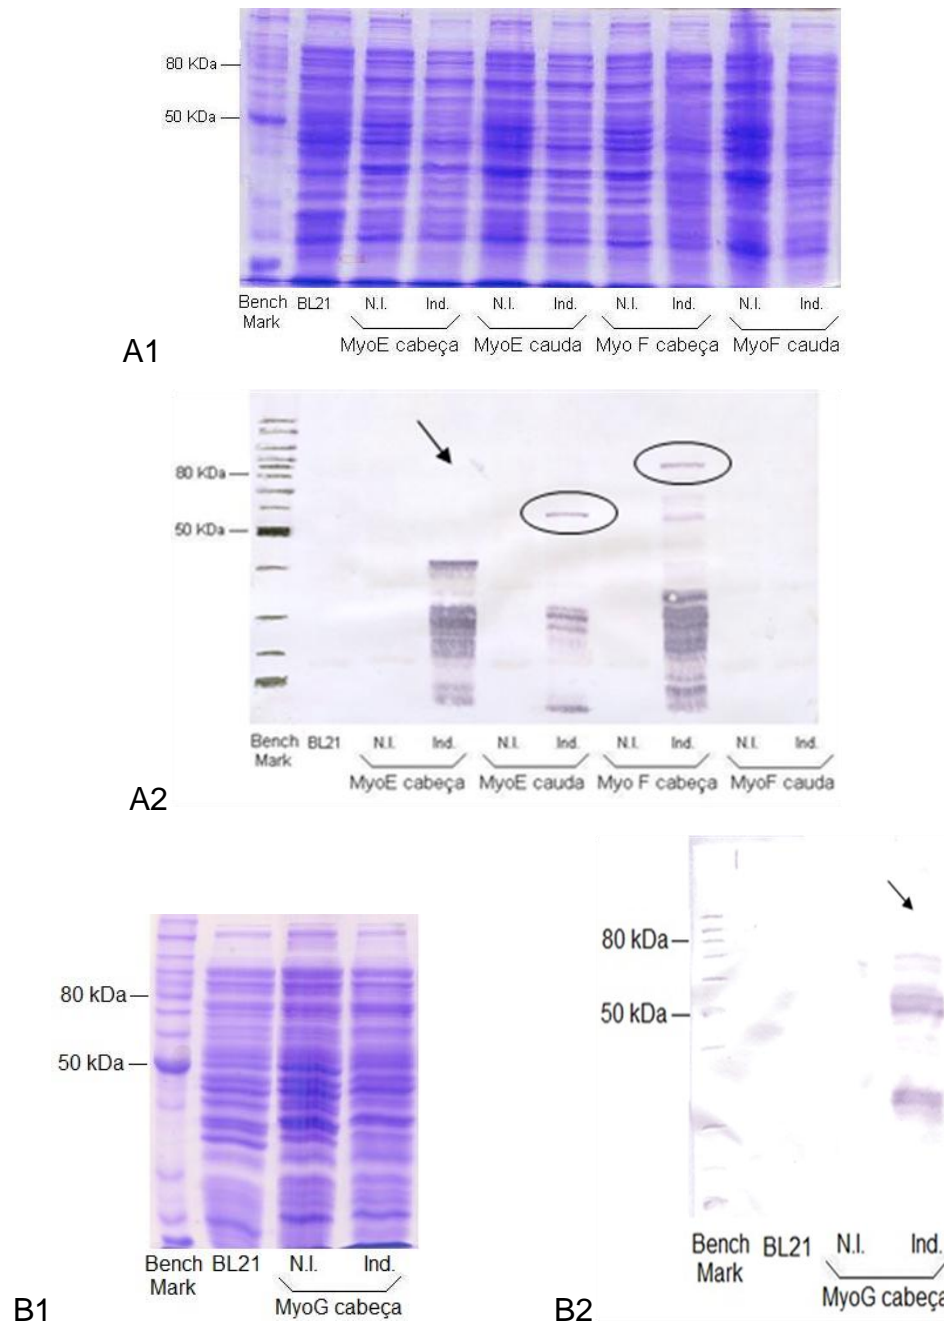 80 KDa
50 KDa
Bench Mark BL21 N.I. Ind. N.I. Ind. N.I. Ind. N.I. Ind.
MyoE cabeça MyoE cauda Myo F cabeça MyoF cauda
A1
80 KDa
50 KDa
Bench Mark BL21 N.I. Ind. N.I. Ind. N.I. Ind. N.I. Ind.
MyoE cabeça MyoE cauda Myo F cabeça MyoF cauda
A2
80 kDa
50 kDa
Bench Mark BL21 N.I. Ind.
MyoG cabeça
B1
80 kDa
50 kDa
Bench Mark BL21 N.I. Ind.
MyoG cabeça
B2